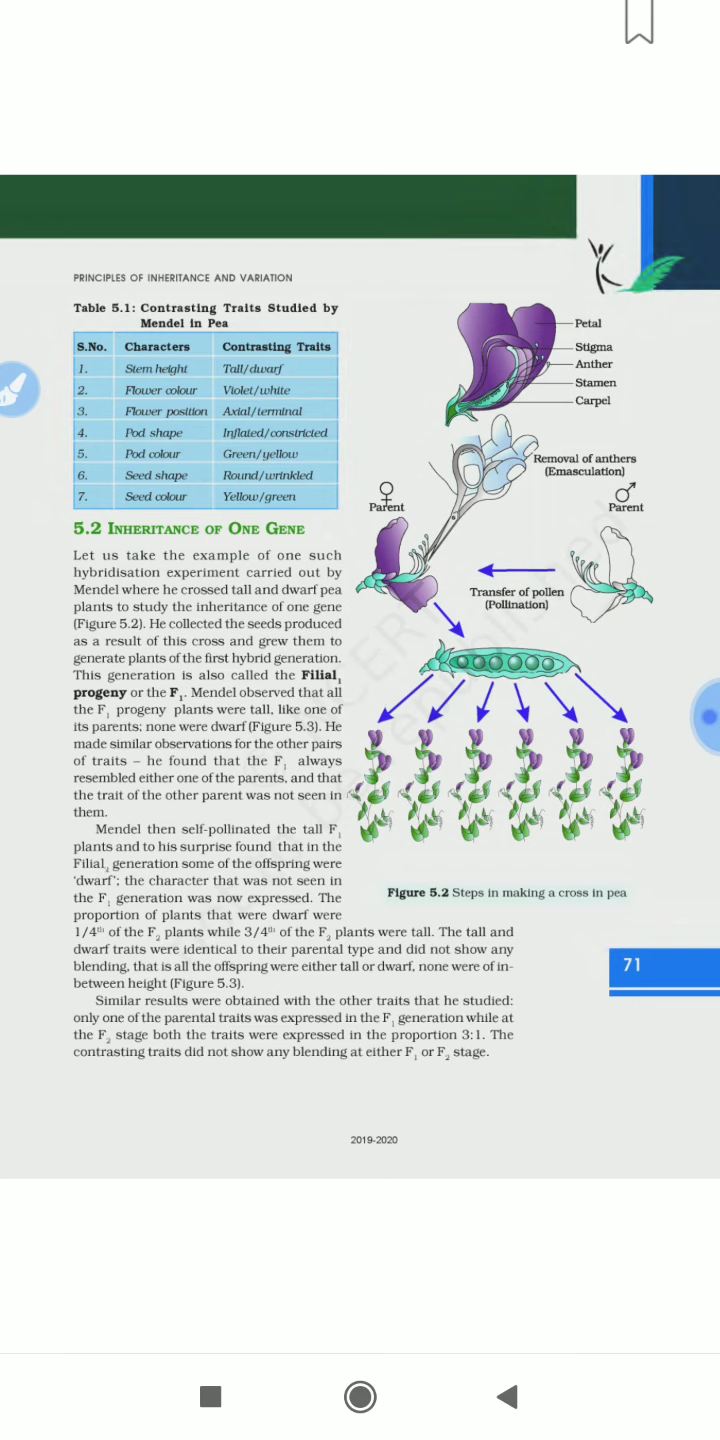 PRINCIPLES OF INHERITANCE AND VARIATION
Table 5.1: Contrasting Traits Studied by
Mendel in Pea
S.No. Characters Contrasting Traits
1. Stem height Tall/dwarf
2. Flower colour Violet/white
3. Flower position Axial/terminal
4. Pod shape Inflated/constricted
5. Pod colour Green/yellow
6. Seed shape Round/wrinkled
7. Seed colour Yellow/green
5.2 INHERITANCE OF ONE GENE
Let us take the example of one such
hybridisation experiment carried out by
Mendel where he crossed tall and dwarf pea
plants to study the inheritance of one gene
(Figure 5.2). He collected the seeds produced
as a result of this cross and grew them to
generate plants of the first hybrid generation.
This generation is also called the Filial₁
progeny or the F₁. Mendel observed that all
the F₁ progeny plants were tall, like one of
its parents; none were dwarf (Figure 5.3). He
made similar observations for the other pairs
of traits – he found that the F₁ always
resembled either one of the parents, and that
the trait of the other parent was not seen in
them.
Mendel then self-pollinated the tall F₁
plants and to his surprise found that in the
Filial₂ generation some of the offspring were
‘dwarf’; the character that was not seen in
the F₁ generation was now expressed. The
proportion of plants that were dwarf were
1/4ᵗʰ of the F₂ plants while 3/4ᵗʰ of the F₂ plants were tall. The tall and
dwarf traits were identical to their parental type and did not show any
blending, that is all the offspring were either tall or dwarf, none were of in-
between height (Figure 5.3).
Similar results were obtained with the other traits that he studied:
only one of the parental traits was expressed in the F₁ generation while at
the F₂ stage both the traits were expressed in the proportion 3:1. The
contrasting traits did not show any blending at either F₁ or F₂ stage.
Petal
Stigma
Anther
Stamen
Carpel
Removal of anthers
(Emasculation)
♀
Parent
♂
Parent
Transfer of pollen
(Pollination)
Figure 5.2 Steps in making a cross in pea
71
2019-2020